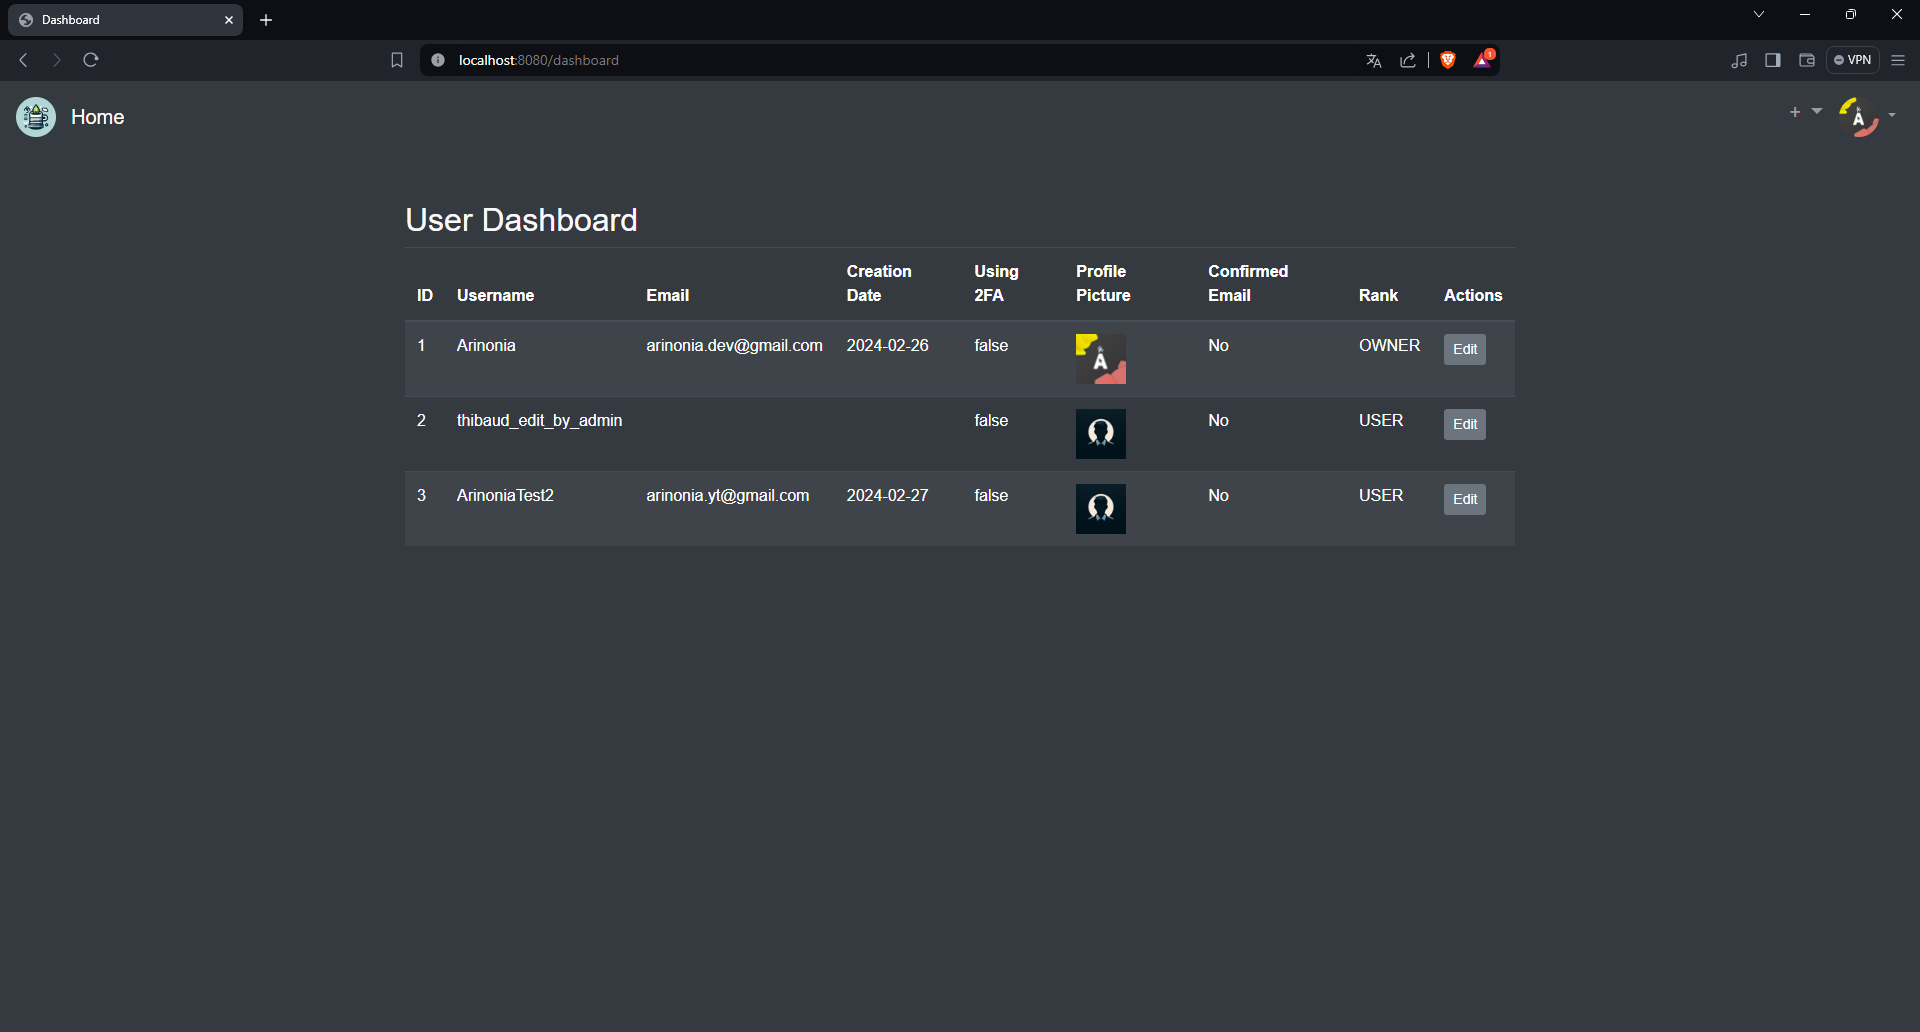 Dashboard
localhost:8080/dashboard
1
VPN
Home
A
User Dashboard
ID Username Email Creation Date Using 2FA Profile Picture Confirmed Email Rank Actions
1 Arinonia arinonia.dev@gmail.com 2024-02-26 false A No OWNER Edit
2 thibaud_edit_by_admin false No USER Edit
3 ArinoniaTest2 arinonia.yt@gmail.com 2024-02-27 false No USER Edit